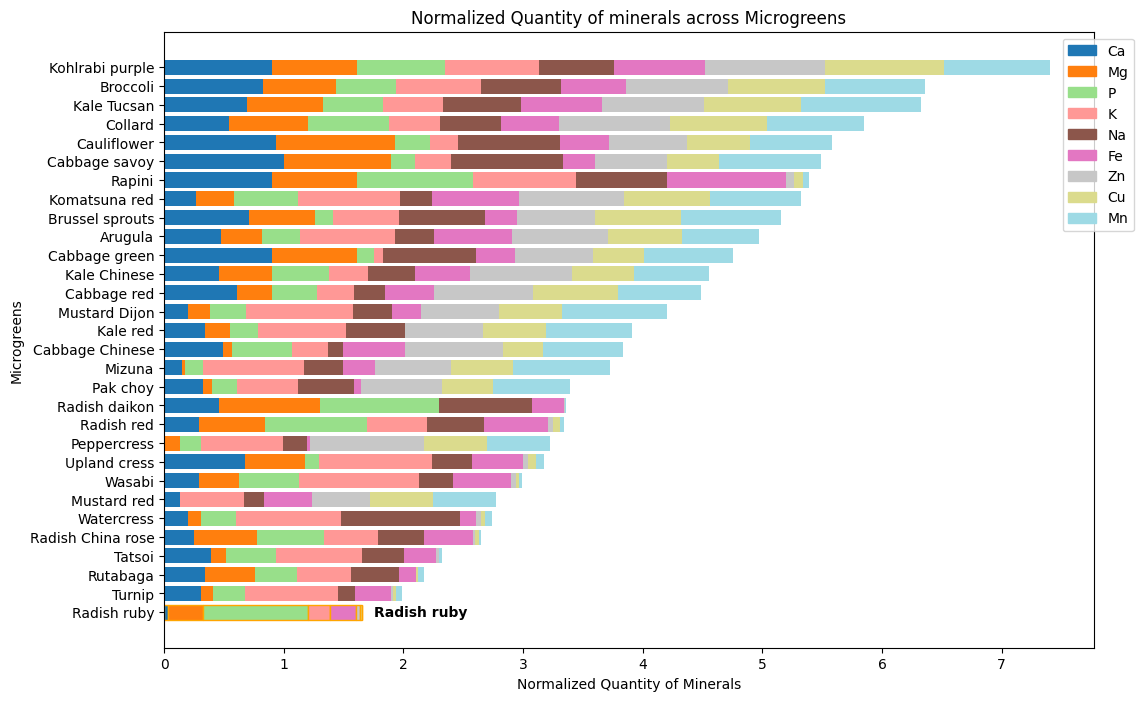 Normalized Quantity of minerals across Microgreens
Ca
Mg
P
K
Na
Fe
Zn
Cu
Mn
Microgreens
Kohlrabi purple
Broccoli
Kale Tucsan
Collard
Cauliflower
Cabbage savoy
Rapini
Komatsuna red
Brussel sprouts
Arugula
Cabbage green
Kale Chinese
Cabbage red
Mustard Dijon
Kale red
Cabbage Chinese
Mizuna
Pak choy
Radish daikon
Radish red
Peppercress
Upland cress
Wasabi
Mustard red
Watercress
Radish China rose
Tatsoi
Rutabaga
Turnip
Radish ruby
Radish ruby
0 1 2 3 4 5 6 7
Normalized Quantity of Minerals